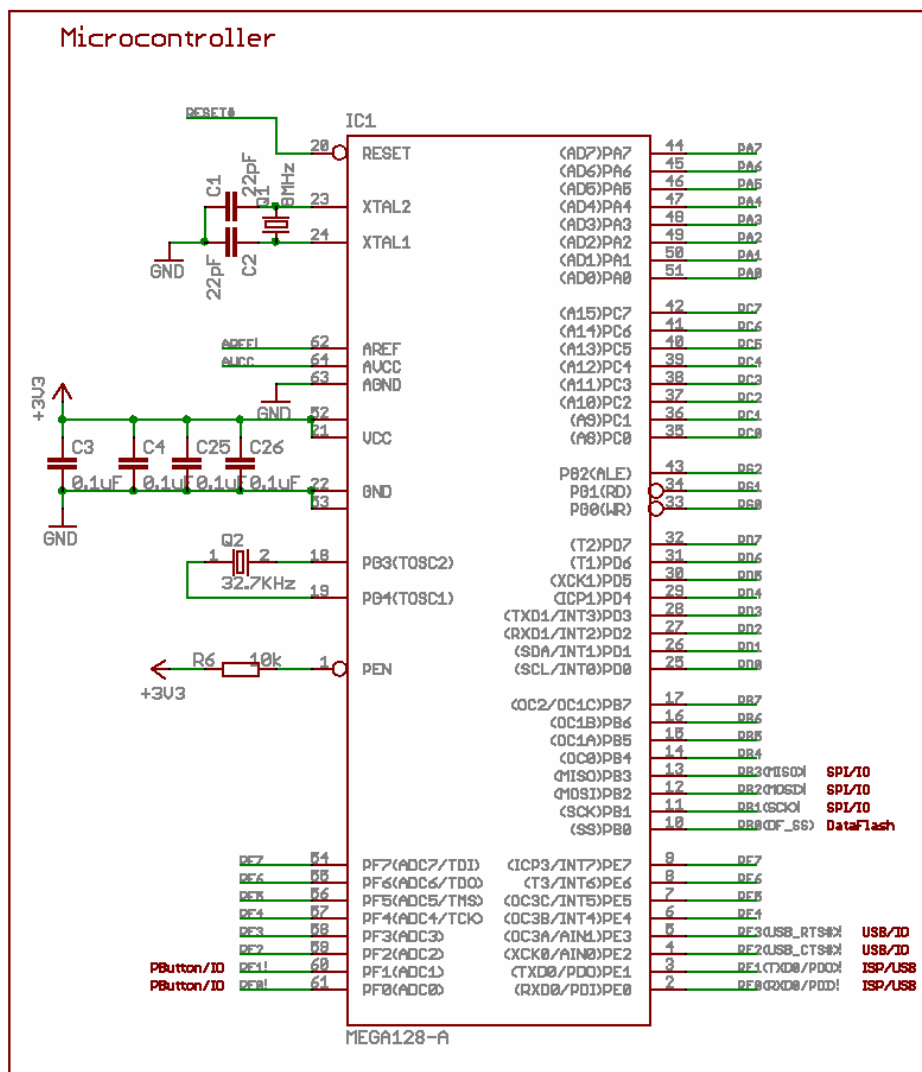 Microcontroller
RESET#
IC1
20 RESET
C1 22pF Q1 8MHz
23 XTAL2
24 XTAL1
GND 22pF C2
AREF! 62 AREF
AVCC 64 AVCC
63 AGND
GND
+3V3
52
21 VCC
C3 C4 C25 C26
0.1uF 0.1uF 0.1uF 0.1uF
22 GND
53
GND
Q2
1 2 18 PG3(TOSC2)
32.7KHz
19 PG4(TOSC1)
R6 10k 1 PEN
+3V3
PF7 54 PF7(ADC7/TDI)
PF6 55 PF6(ADC6/TDO)
PF5 56 PF5(ADC5/TMS)
PF4 57 PF4(ADC4/TCK)
PF3 58 PF3(ADC3)
PF2 59 PF2(ADC2)
PButton/IO PF1! 60 PF1(ADC1)
PButton/IO PF0! 61 PF0(ADC0)
(AD7)PA7 44 PA7
(AD6)PA6 45 PA6
(AD5)PA5 46 PA5
(AD4)PA4 47 PA4
(AD3)PA3 48 PA3
(AD2)PA2 49 PA2
(AD1)PA1 50 PA1
(AD0)PA0 51 PA0
(A15)PC7 42 PC7
(A14)PC6 41 PC6
(A13)PC5 40 PC5
(A12)PC4 39 PC4
(A11)PC3 38 PC3
(A10)PC2 37 PC2
(A9)PC1 36 PC1
(A8)PC0 35 PC0
PG2(ALE) 43 PG2
PG1(RD) 34 PG1
PG0(WR) 33 PG0
(T2)PD7 32 PD7
(T1)PD6 31 PD6
(XCK1)PD5 30 PD5
(ICP1)PD4 29 PD4
(TXD1/INT3)PD3 28 PD3
(RXD1/INT2)PD2 27 PD2
(SDA/INT1)PD1 26 PD1
(SCL/INT0)PD0 25 PD0
(OC2/OC1C)PB7 17 PB7
(OC1B)PB6 16 PB6
(OC1A)PB5 15 PB5
(OC0)PB4 14 PB4
(MISO)PB3 13 PB3(MISO)! SPI/IO
(MOSI)PB2 12 PB2(MOSI)! SPI/IO
(SCK)PB1 11 PB1(SCK)! SPI/IO
(SS)PB0 10 PB0(DF_SS) DataFlash
(ICP3/INT7)PE7 9 PE7
(T3/INT6)PE6 8 PE6
(OC3C/INT5)PE5 7 PE5
(OC3B/INT4)PE4 6 PE4
(OC3A/AIN1)PE3 5 PE3(USB_RTS#)! USB/IO
(XCK0/AIN0)PE2 4 PE2(USB_CTS#)! USB/IO
(TXD0/PDO)PE1 3 PE1(TXD0/PDO)! ISP/USB
(RXD0/PDI)PE0 2 PE0(RXD0/PDI)! ISP/USB
MEGA128-A